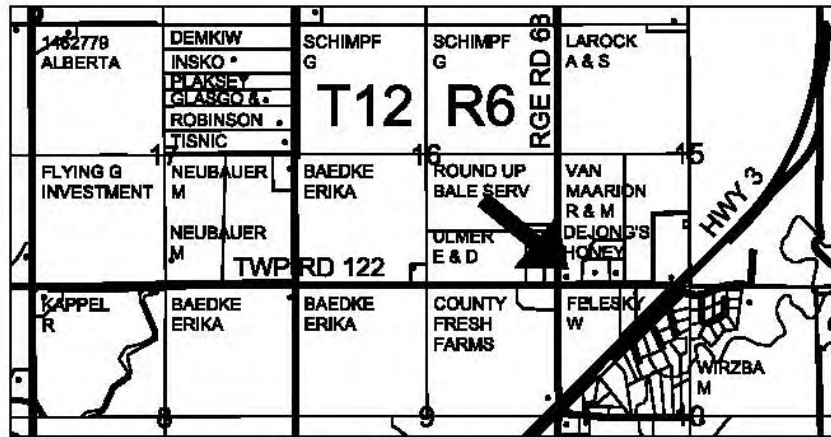 1462779
ALBERTA
DEMKIW
INSKO
PLAKSEY
GLASGO &
ROBINSON
TISNIC
SCHIMPF
G
SCHIMPF
G
T12 R6
RGE RD 63
LAROCK
A & S
17
16
15
FLYING G
INVESTMENT
NEUBAUER
M
NEUBAUER
M
BAEDKE
ERIKA
ROUND UP
BALE SERV
ULMER
E & D
VAN
MAARION
R & M
DEJONG'S
HONEY
HWY 3
TWP RD 122
KAPPEL
R
BAEDKE
ERIKA
BAEDKE
ERIKA
COUNTY
FRESH
FARMS
FELESKY
W
WIRZBA
M
8
9